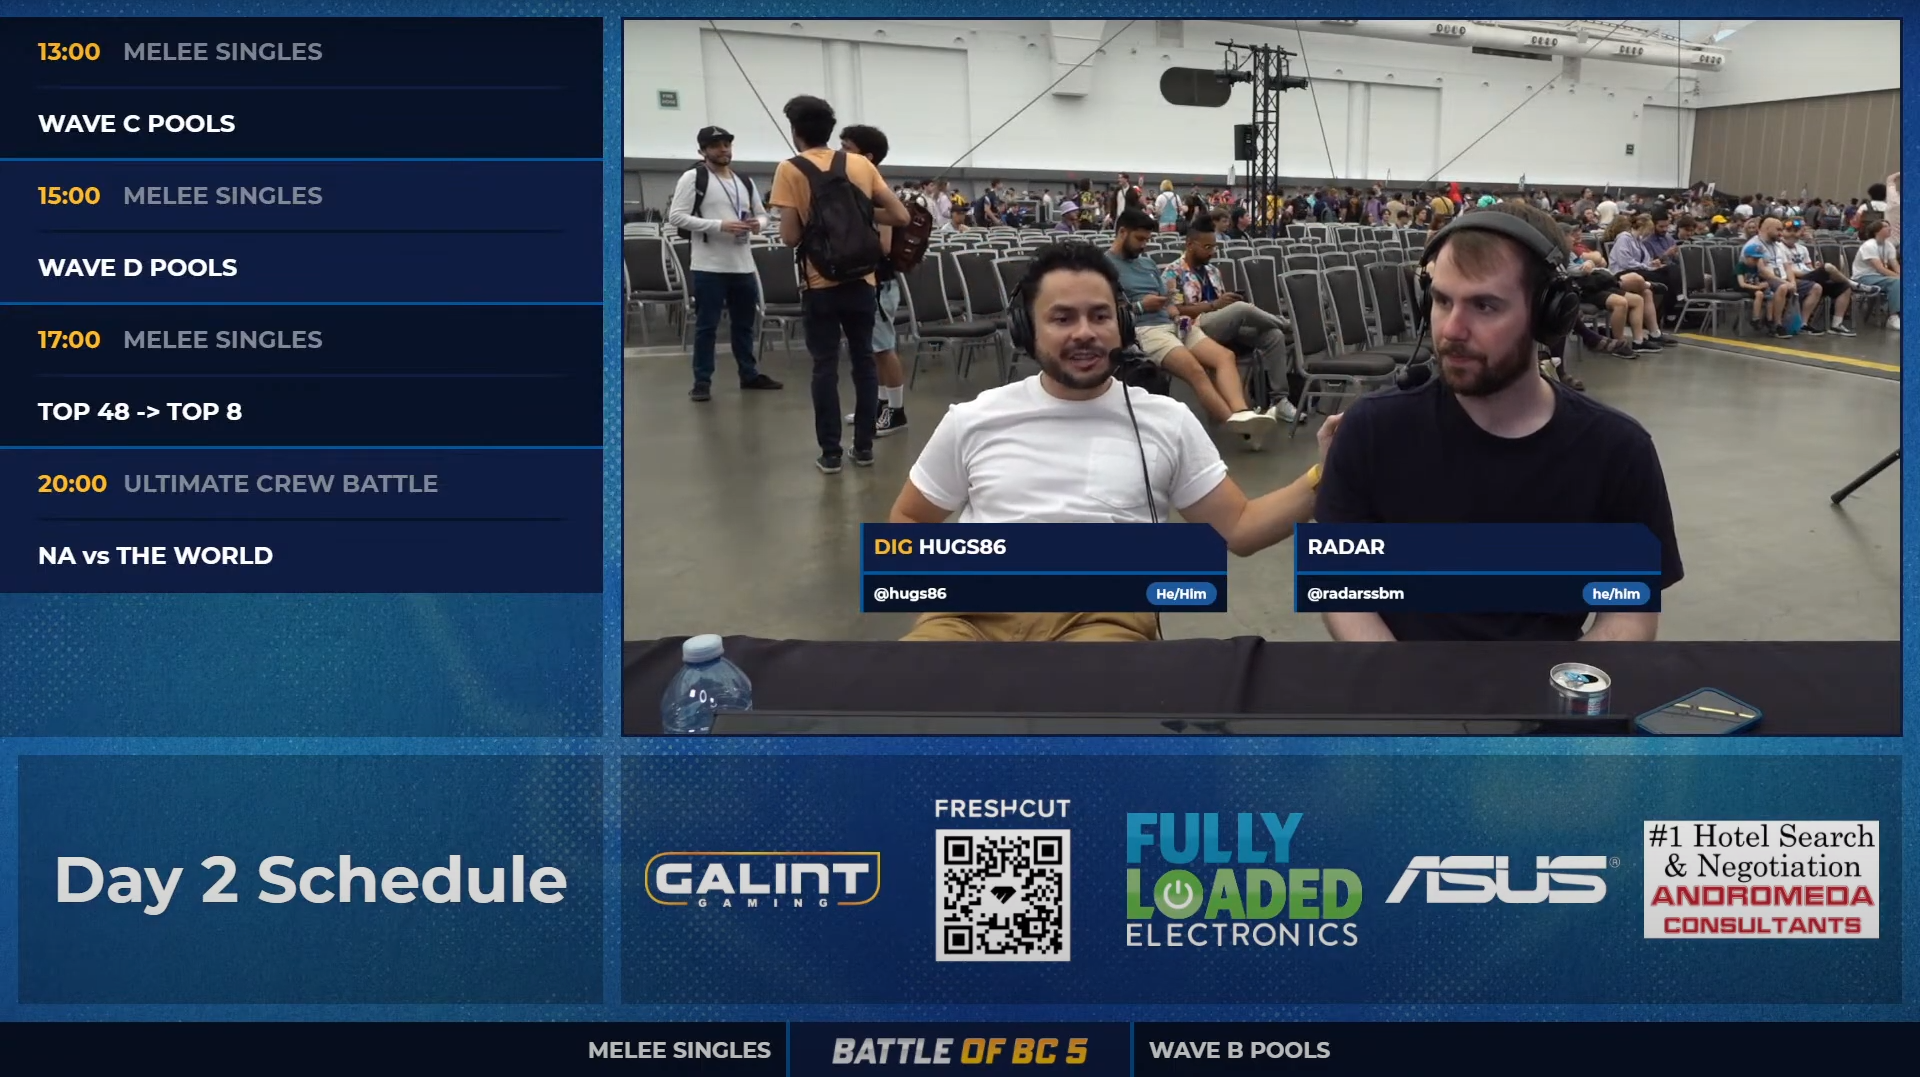 13:00 MELEE SINGLES
WAVE C POOLS
15:00 MELEE SINGLES
WAVE D POOLS
17:00 MELEE SINGLES
TOP 48 -> TOP 8
20:00 ULTIMATE CREW BATTLE
NA vs THE WORLD
DIG HUGS86
@hugs86 He/Him
RADAR
@radarssbm he/him
Day 2 Schedule
GALINT
GAMING
FRESHCUT
FULLY
LOADED
ELECTRONICS
ASUS®
#1 Hotel Search
& Negotiation
ANDROMEDA
CONSULTANTS
MELEE SINGLES
BATTLE OF BC 5
WAVE B POOLS